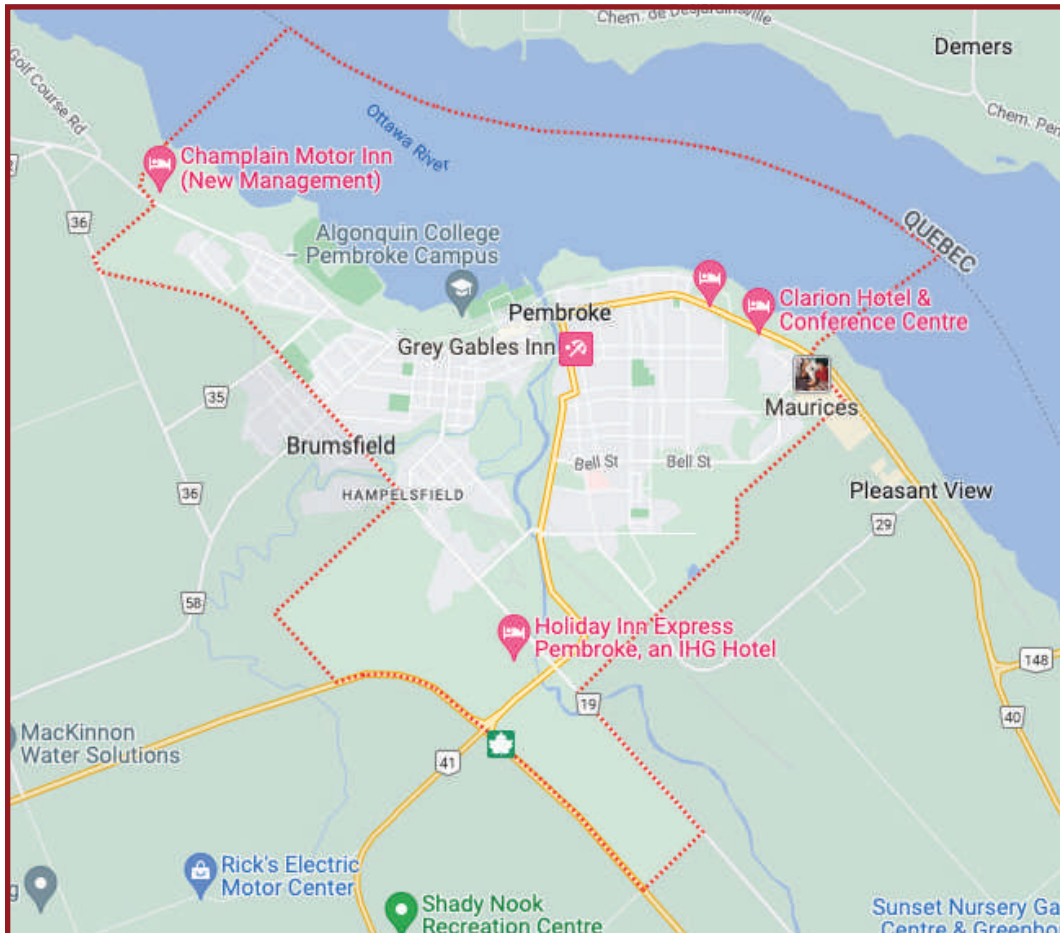 Chem. de Desjardinsville
Demers
Golf Course Rd
Ottawa River
Chem. Pen
Champlain Motor Inn
(New Management)
36
QUEBEC
Algonquin College
– Pembroke Campus
Pembroke
Clarion Hotel &
Conference Centre
Grey Gables Inn
Maurices
35
Brumsfield
Bell St
Bell St
HAMPELSFIELD
36
Pleasant View
29
58
Holiday Inn Express
Pembroke, an IHG Hotel
148
19
40
MacKinnon
Water Solutions
41
Rick's Electric
Motor Center
g
Shady Nook
Recreation Centre
Sunset Nursery Ga
Centre & Greenho